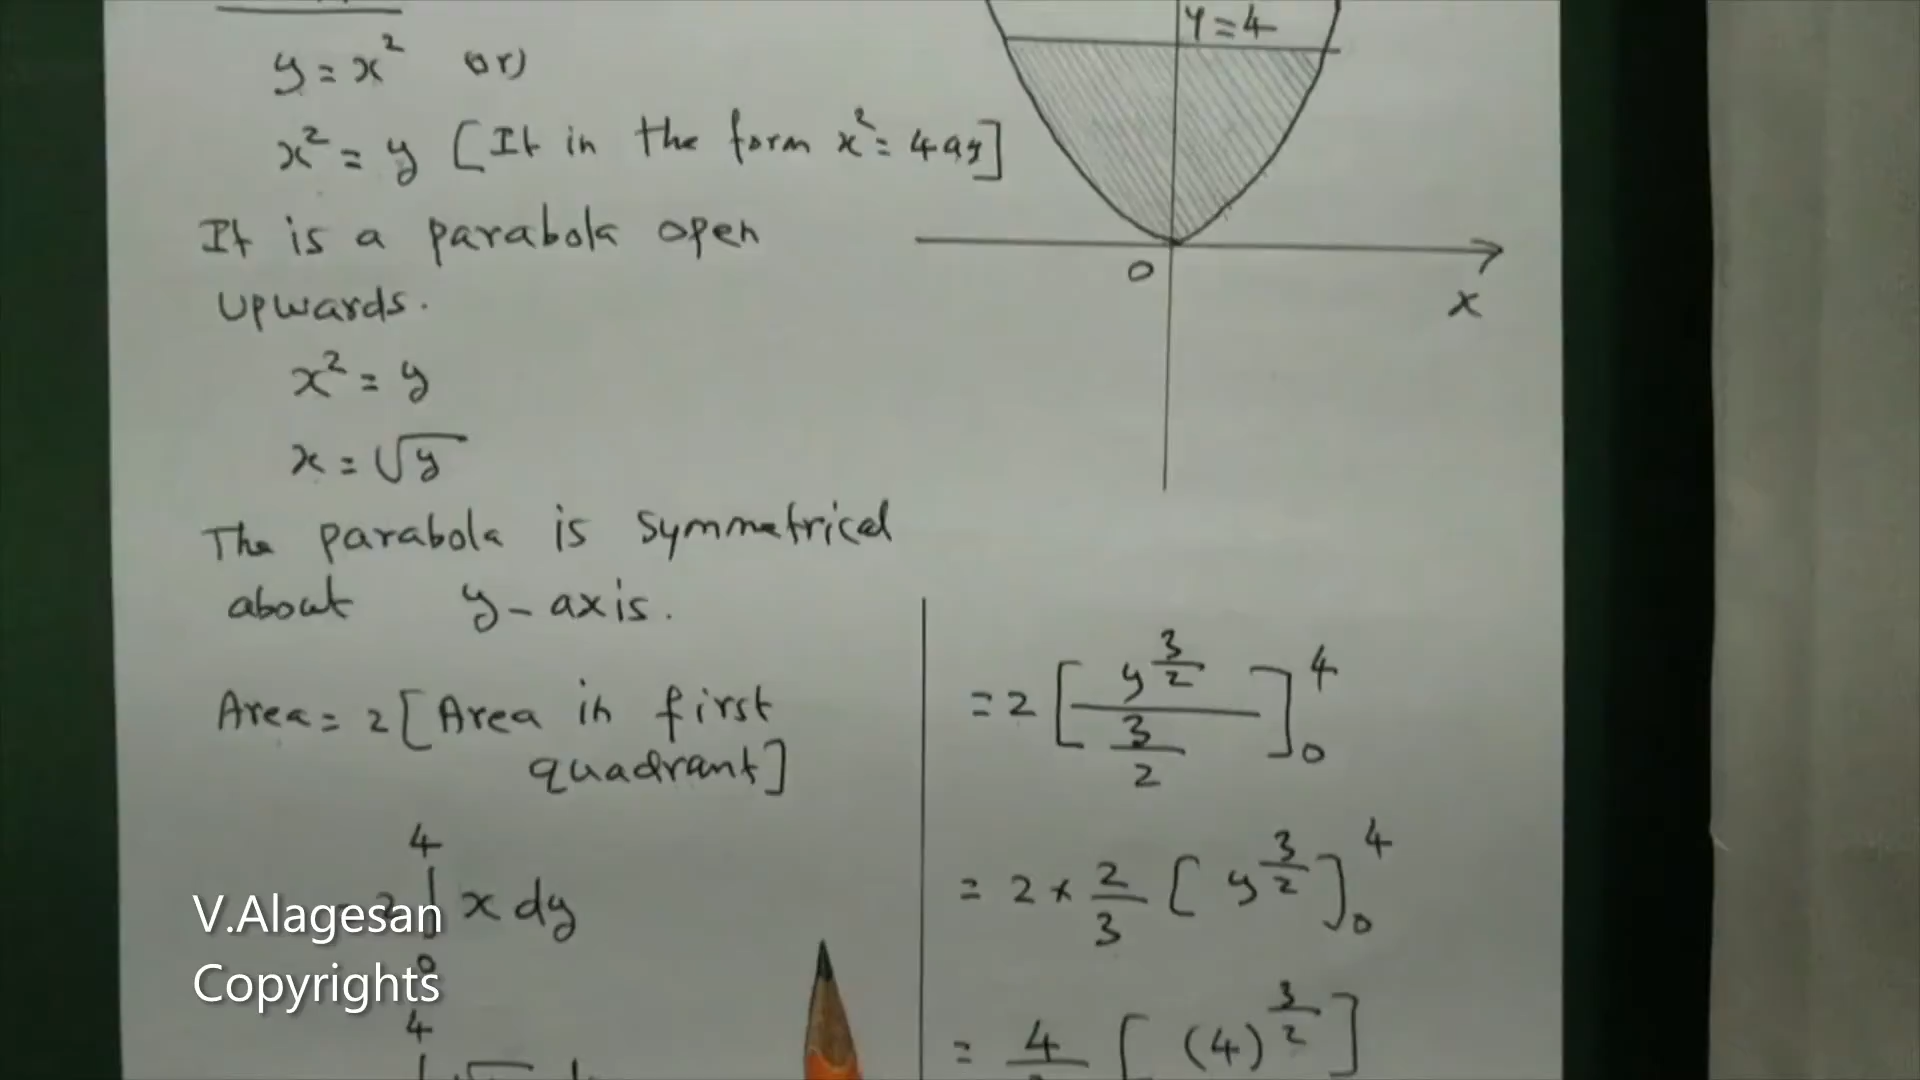 y = x² or)
x² = y [It in the form x² = 4ay]
It is a parabola open
upwards.
x² = y
x = √y
The parabola is symmetrical
about y-axis.
Area = 2 [Area in first
quadrant]
4
= 2 ∫ x dy
0
4
y = 4
0
x
= 2 [ y^(3/2) / (3/2) ]₀⁴
= 2 × 2/3 [ y^(3/2) ]₀⁴
= 4 [ (4)^(3/2) ]
V.Alagesan
Copyrights